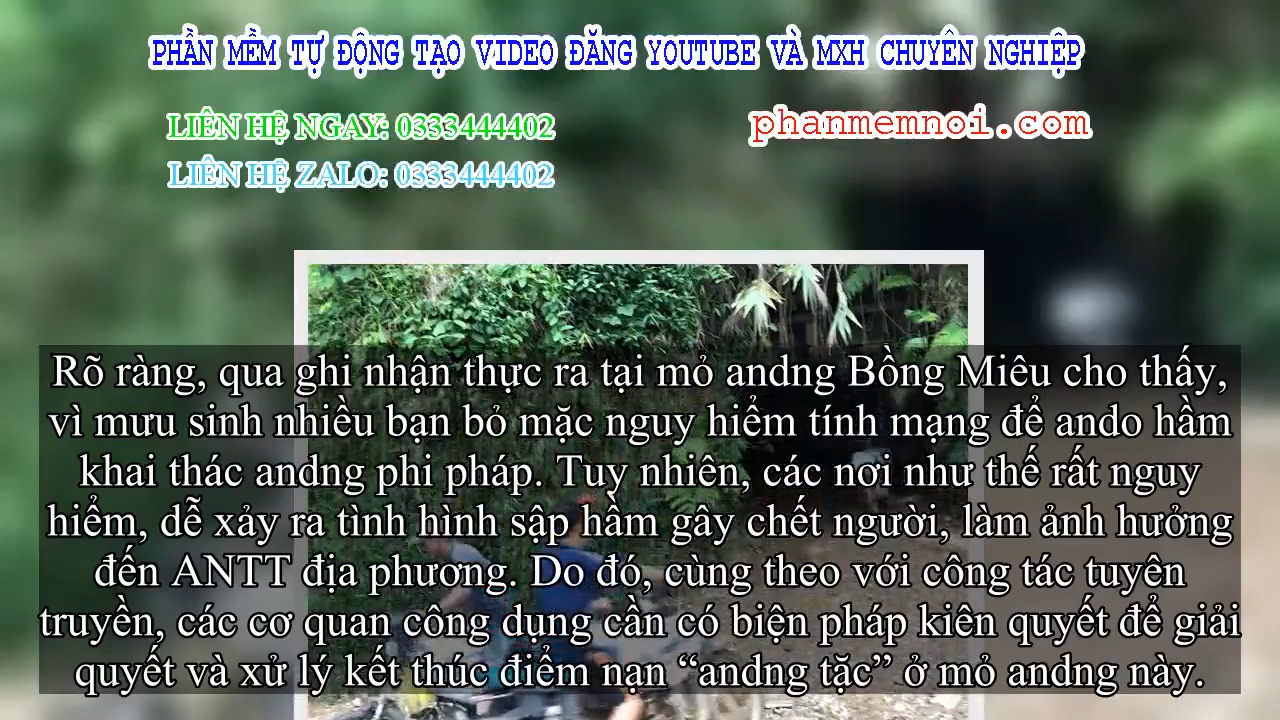 PHẦN MỀM TỰ ĐỘNG TẠO VIDEO ĐĂNG YOUTUBE VÀ MXH CHUYÊN NGHIỆP
LIÊN HỆ NGAY: 0333444402
phanmemnoi.com
LIÊN HỆ ZALO: 0333444402
Rõ ràng, qua ghi nhận thực ra tại mỏ andng Bồng Miêu cho thấy,
vì mưu sinh nhiều bạn bỏ mặc nguy hiểm tính mạng để ando hầm
khai thác andng phi pháp. Tuy nhiên, các nơi như thế rất nguy
hiểm, dễ xảy ra tình hình sập hầm gây chết người, làm ảnh hưởng
đến ANTT địa phương. Do đó, cùng theo với công tác tuyên
truyền, các cơ quan công dụng cần có biện pháp kiên quyết để giải
quyết và xử lý kết thúc điểm nạn “andng tặc” ở mỏ andng này.